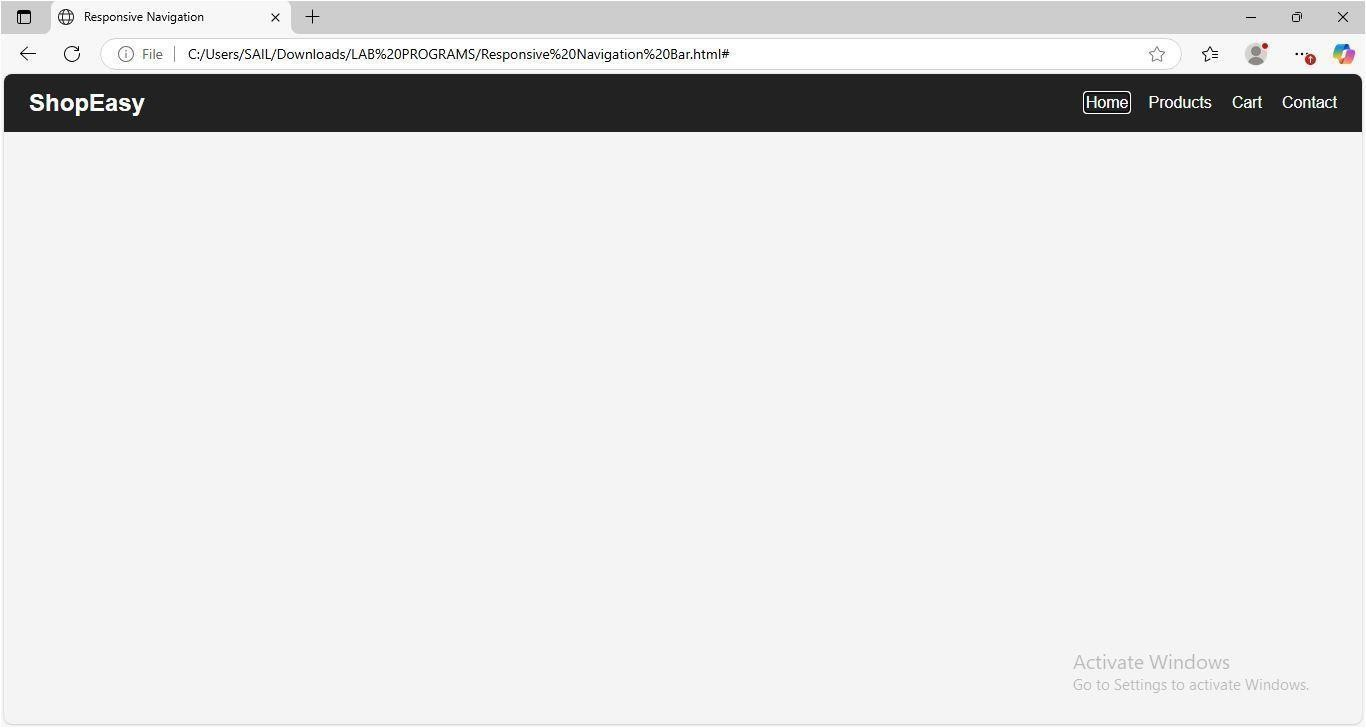 Responsive Navigation
File C:/Users/SAIL/Downloads/LAB%20PROGRAMS/Responsive%20Navigation%20Bar.html#
ShopEasy Home Products Cart Contact
Activate Windows
Go to Settings to activate Windows.